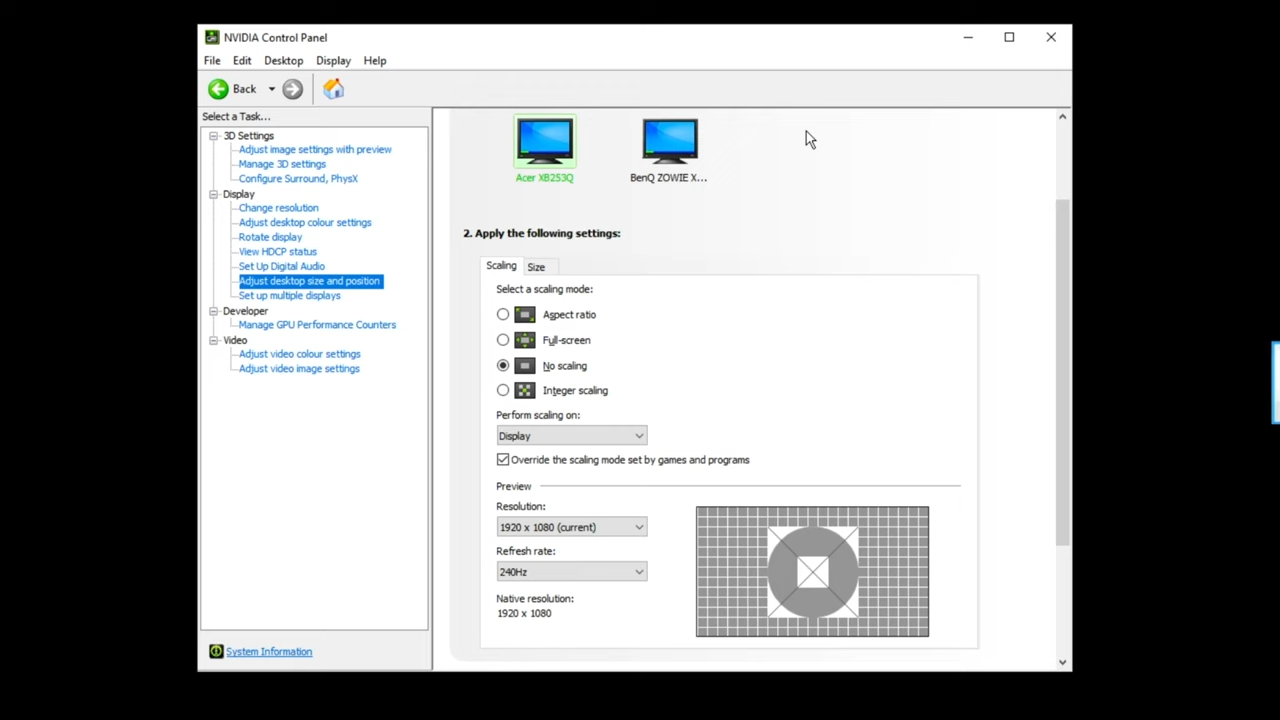 NVIDIA Control Panel
File Edit Desktop Display Help
Back
Select a Task...
3D Settings
Adjust image settings with preview
Manage 3D settings
Configure Surround, PhysX
Display
Change resolution
Adjust desktop colour settings
Rotate display
View HDCP status
Set Up Digital Audio
Adjust desktop size and position
Set up multiple displays
Developer
Manage GPU Performance Counters
Video
Adjust video colour settings
Adjust video image settings
System Information
Acer XB253Q BenQ ZOWIE X...
2. Apply the following settings:
Scaling Size
Select a scaling mode:
Aspect ratio
Full-screen
No scaling
Integer scaling
Perform scaling on:
Display
Override the scaling mode set by games and programs
Preview
Resolution:
1920 x 1080 (current)
Refresh rate:
240Hz
Native resolution:
1920 x 1080